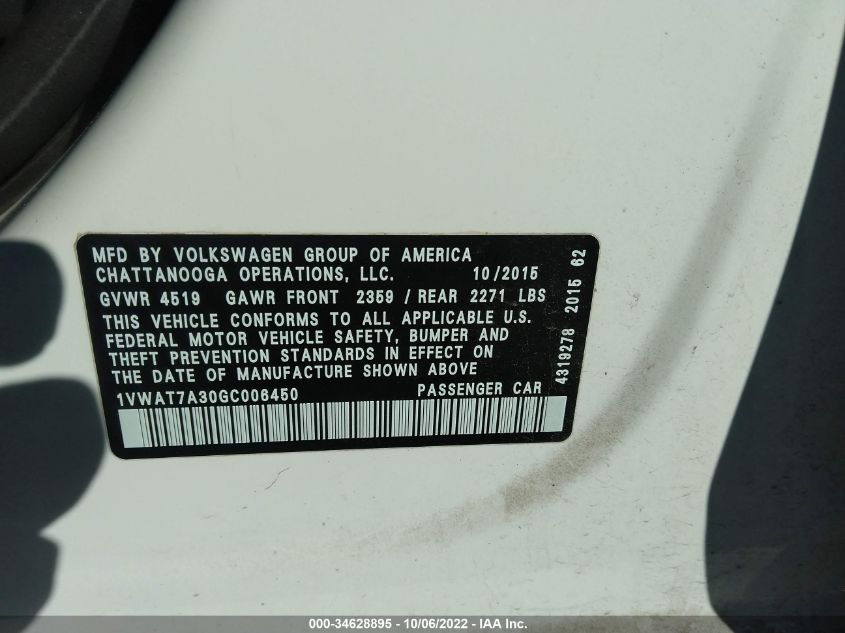 MFD BY VOLKSWAGEN GROUP OF AMERICA
CHATTANOOGA OPERATIONS, LLC. 10/2015
GVWR 4519 GAWR FRONT 2359 / REAR 2271 LBS
THIS VEHICLE CONFORMS TO ALL APPLICABLE U.S.
FEDERAL MOTOR VEHICLE SAFETY, BUMPER AND
THEFT PREVENTION STANDARDS IN EFFECT ON
THE DATE OF MANUFACTURE SHOWN ABOVE
1VWAT7A30GC006450 PASSENGER CAR
4319278 2015 62
000-34628895 - 10/06/2022 - IAA Inc.